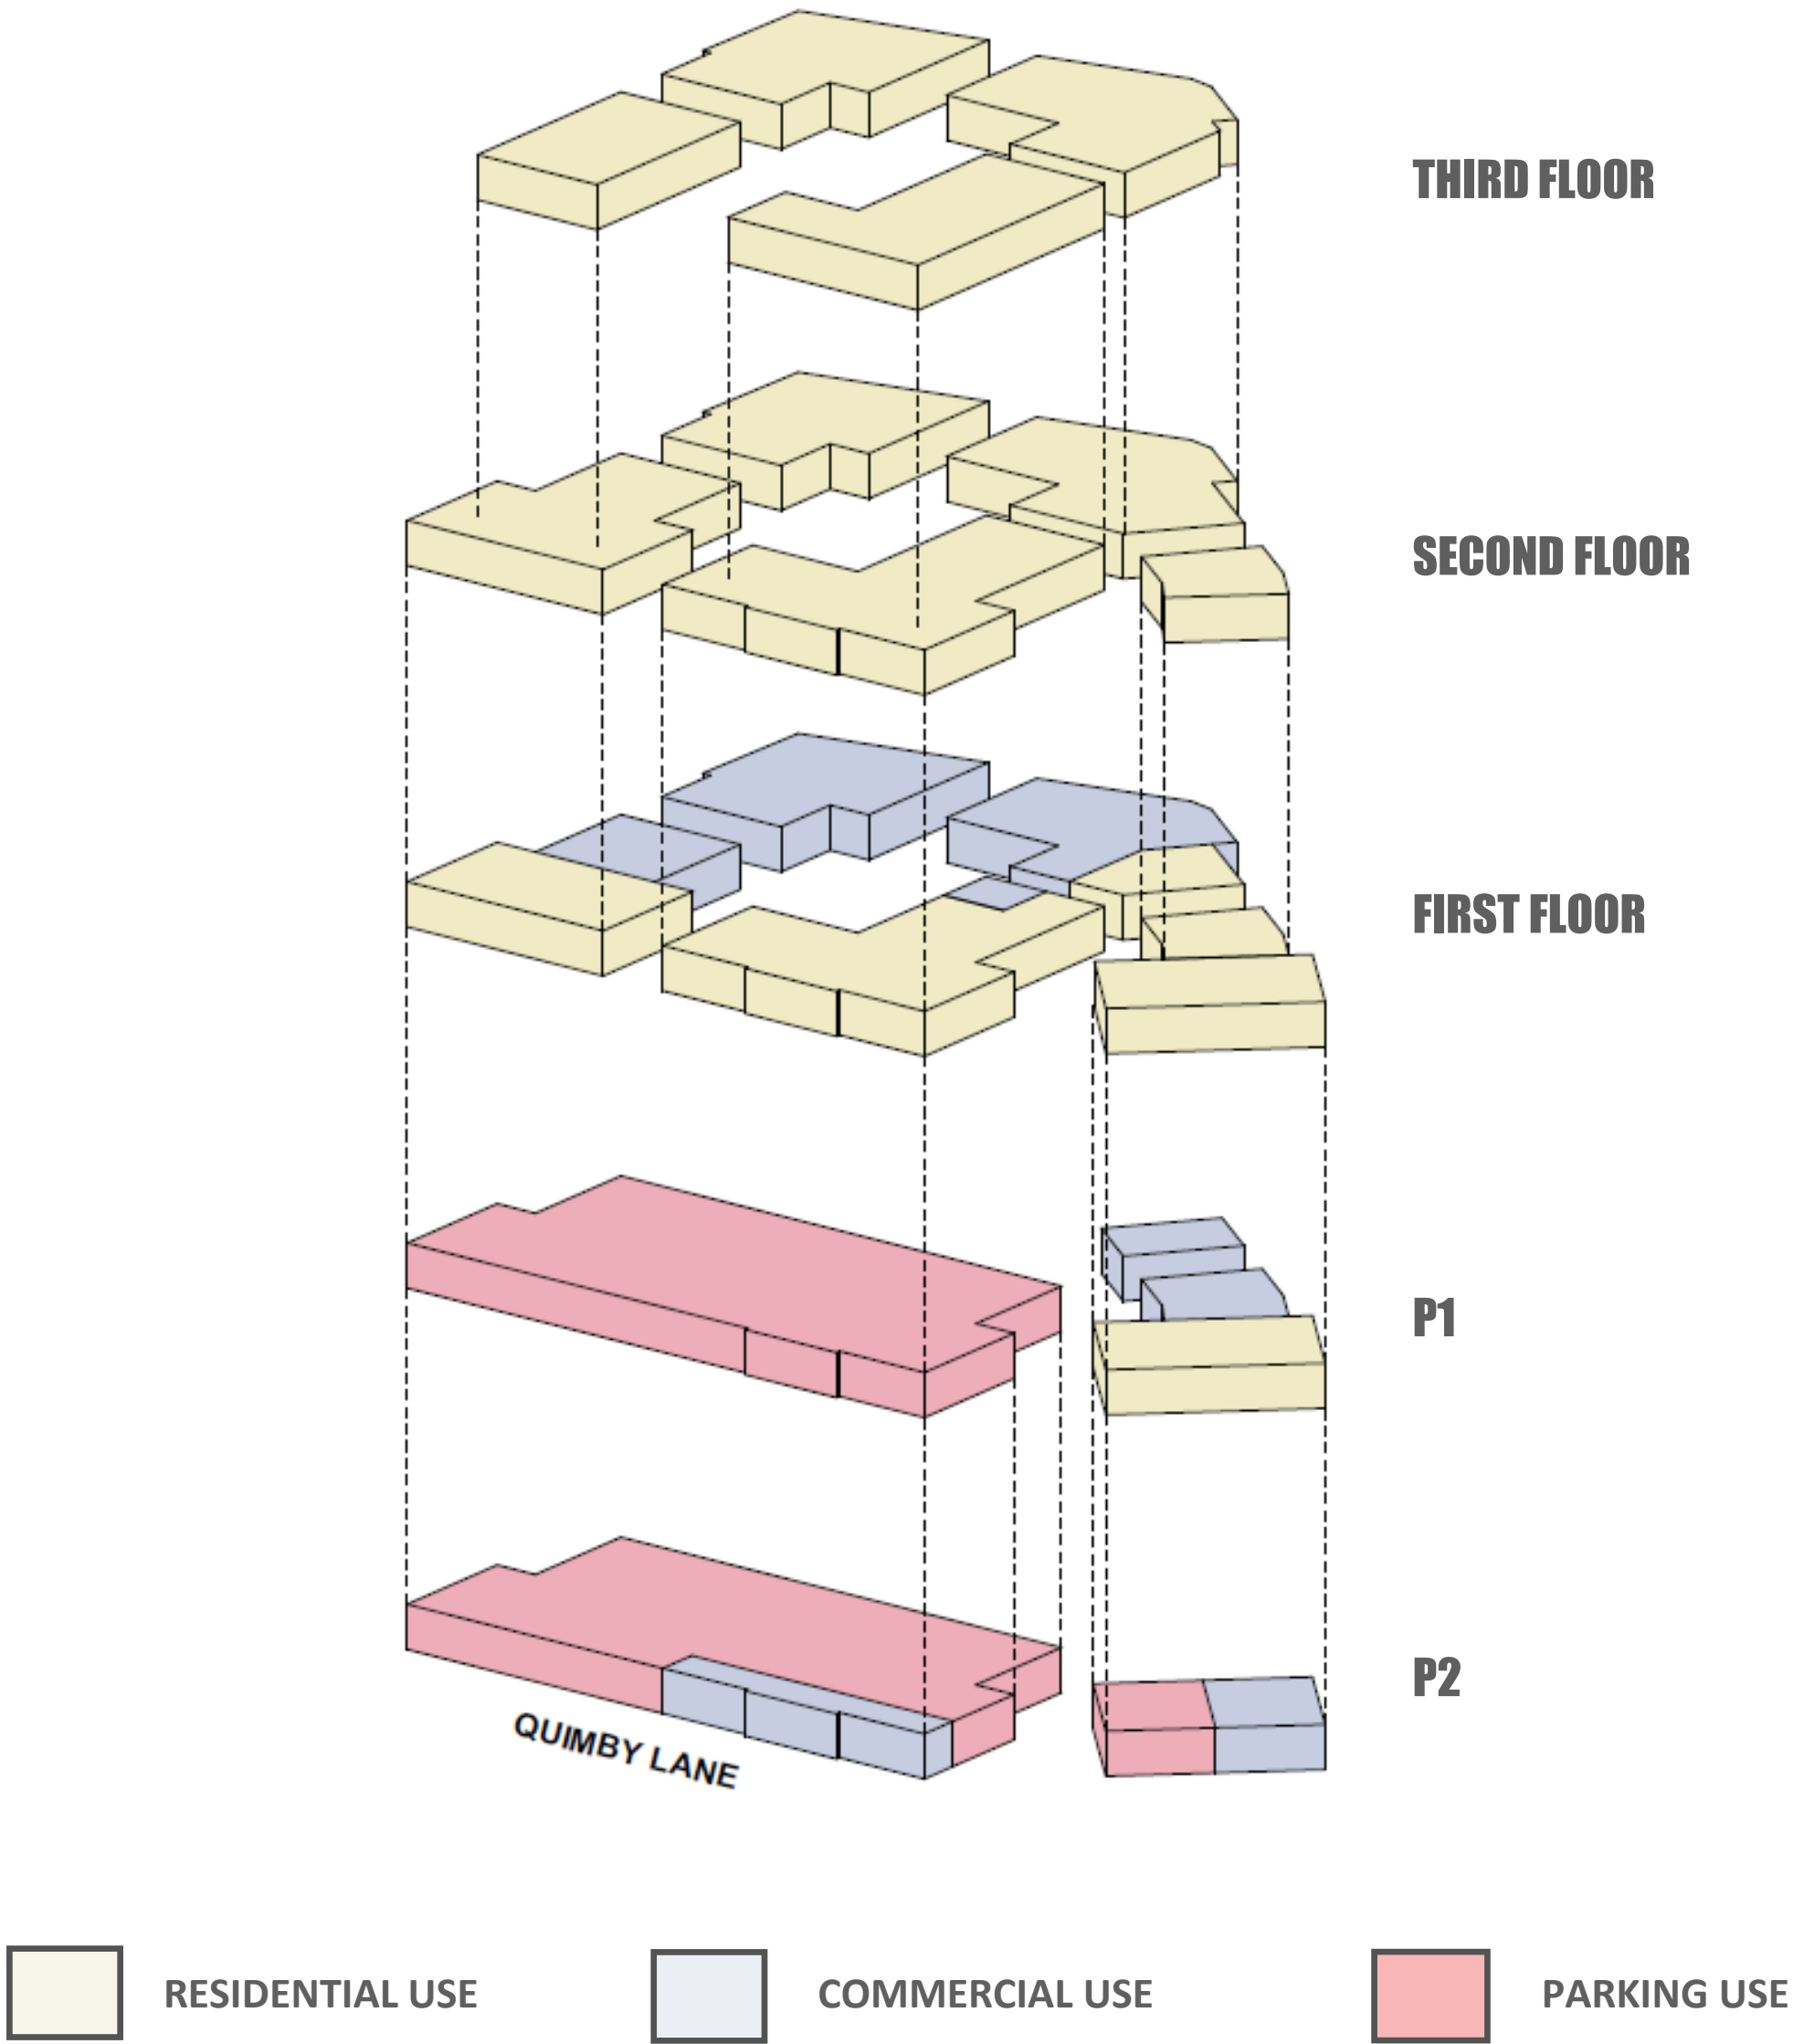 THIRD FLOOR
SECOND FLOOR
FIRST FLOOR
P1
P2
QUIMBY LANE
RESIDENTIAL USE
COMMERCIAL USE
PARKING USE